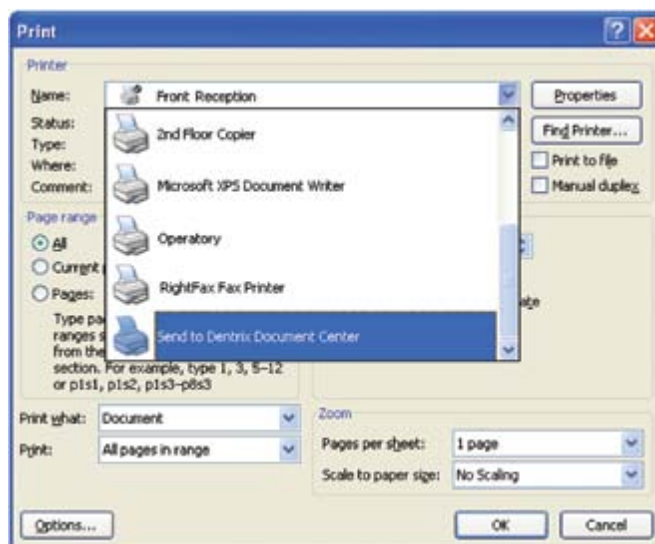 Print
Printer
Name:
Front Reception
Properties
Status:
2nd Floor Copier
Find Printer...
Type:
Where:
Microsoft XPS Document Writer
Print to file
Comment:
Manual duplex
Page range
All
Operatory
Current
Pages:
RightFax Fax Printer
Type
ranges
Send to Dentrix Document Center
from the
section. For example, type 1, 3, 5–12
or p1s1, p1s2, p1s3–p8s3
Print what:
Document
Print:
All pages in range
Zoom
Pages per sheet:
1 page
Scale to paper size:
No Scaling
Options...
OK
Cancel